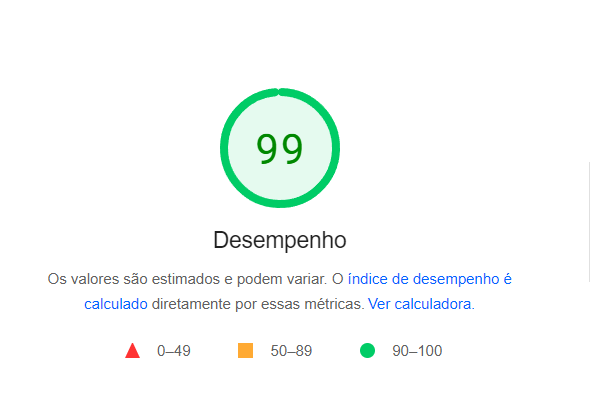 99
Desempenho
Os valores são estimados e podem variar. O índice de desempenho é
calculado diretamente por essas métricas. Ver calculadora.
0–49 50–89 90–100